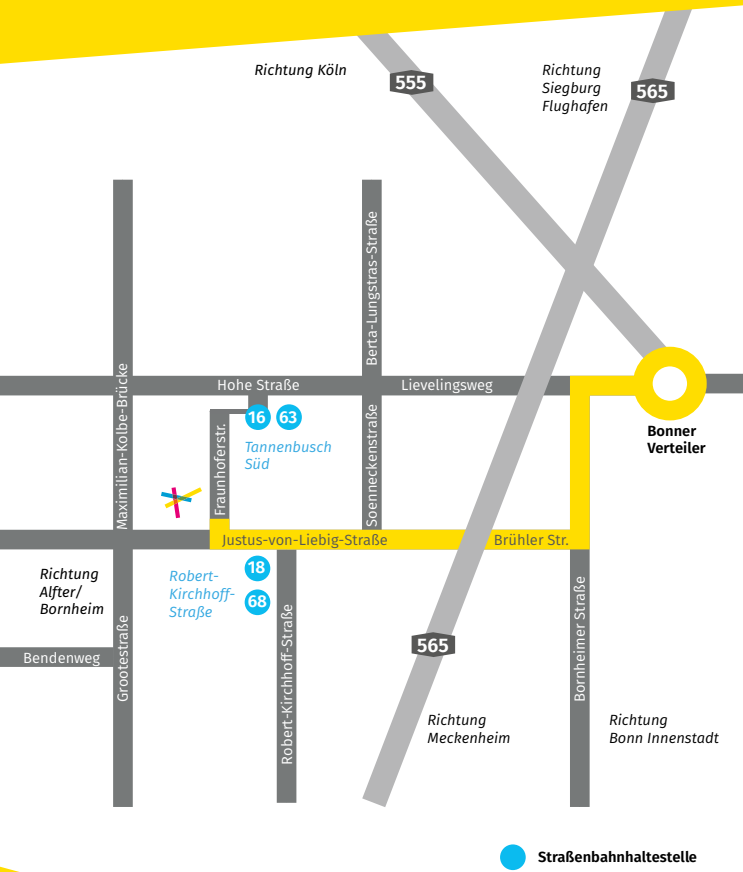 Richtung Köln
555
Richtung
Siegburg
Flughafen
565
Maximilian-Kolbe-Brücke
Berta-Lungstras-Straße
Hohe Straße
Lievelingsweg
16
63
Tannenbusch
Süd
Fraunhoferstr.
Soenneckenstraße
Bonner
Verteiler
Justus-von-Liebig-Straße
Brühler Str.
Richtung
Alfter/
Bornheim
Robert-
Kirchhoff-
Straße
18
68
Bendenweg
Grootestraße
Robert-Kirchhoff-Straße
565
Bornheimer Straße
Richtung
Meckenheim
Richtung
Bonn Innenstadt
Straßenbahnhaltestelle